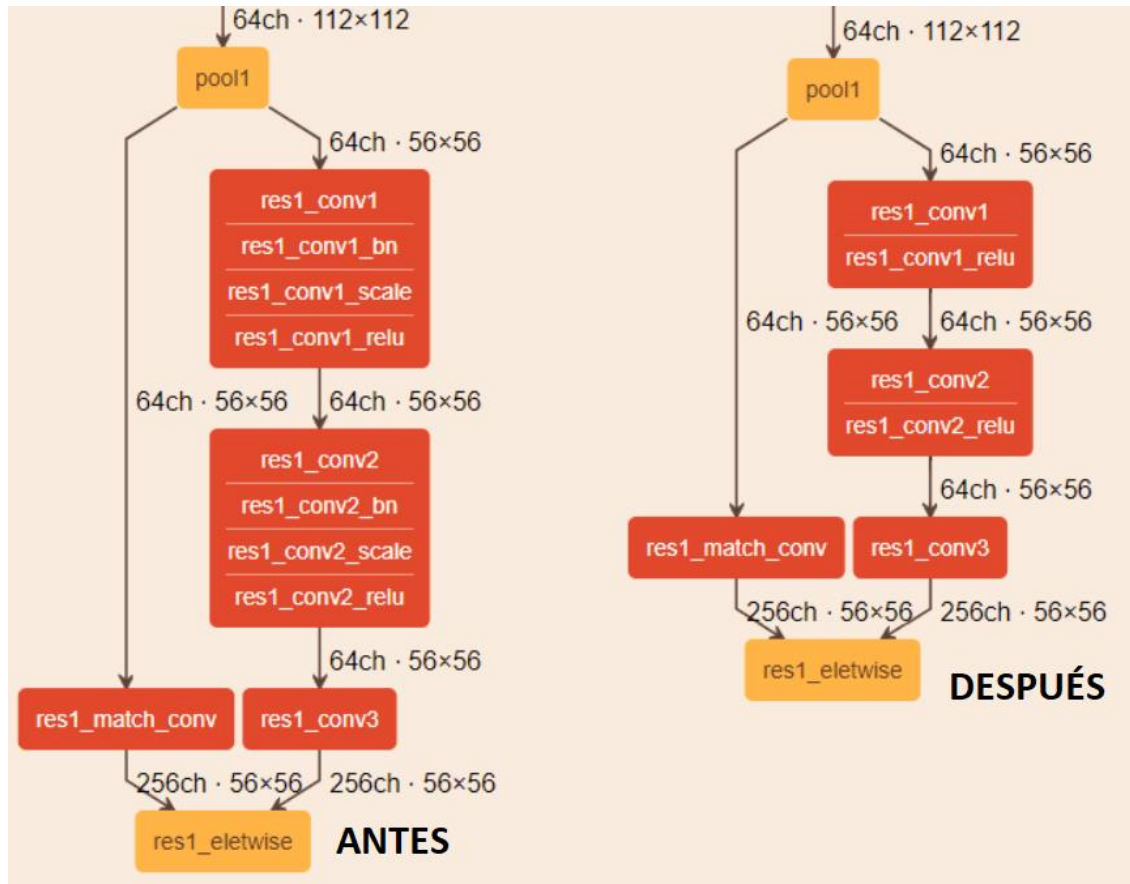 64ch · 112×112
pool1
64ch · 56×56
res1_conv1
res1_conv1_bn
res1_conv1_scale
res1_conv1_relu
64ch · 56×56
64ch · 56×56
res1_conv2
res1_conv2_bn
res1_conv2_scale
res1_conv2_relu
64ch · 56×56
res1_match_conv
res1_conv3
256ch · 56×56
256ch · 56×56
res1_eletwise
ANTES
64ch · 112×112
pool1
64ch · 56×56
res1_conv1
res1_conv1_relu
64ch · 56×56
64ch · 56×56
res1_conv2
res1_conv2_relu
64ch · 56×56
res1_match_conv
res1_conv3
256ch · 56×56
256ch · 56×56
res1_eletwise
DESPUÉS